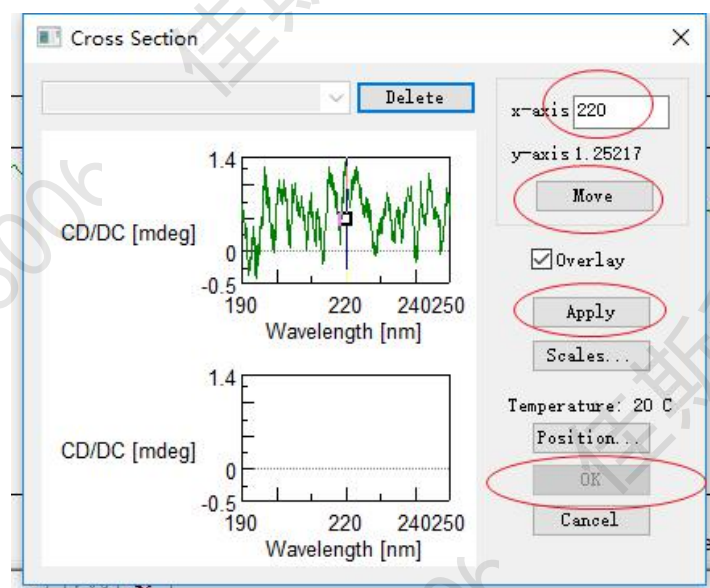 Cross Section
Delete
x-axis 220
y-axis 1.25217
Move
Overlay
Apply
Scales...
Temperature: 20 C
Position...
OK
Cancel
1.4
CD/DC [mdeg]
0
-0.5
190 220 240250
Wavelength [nm]
1.4
CD/DC [mdeg]
0
-0.5
190 220 240250
Wavelength [nm]